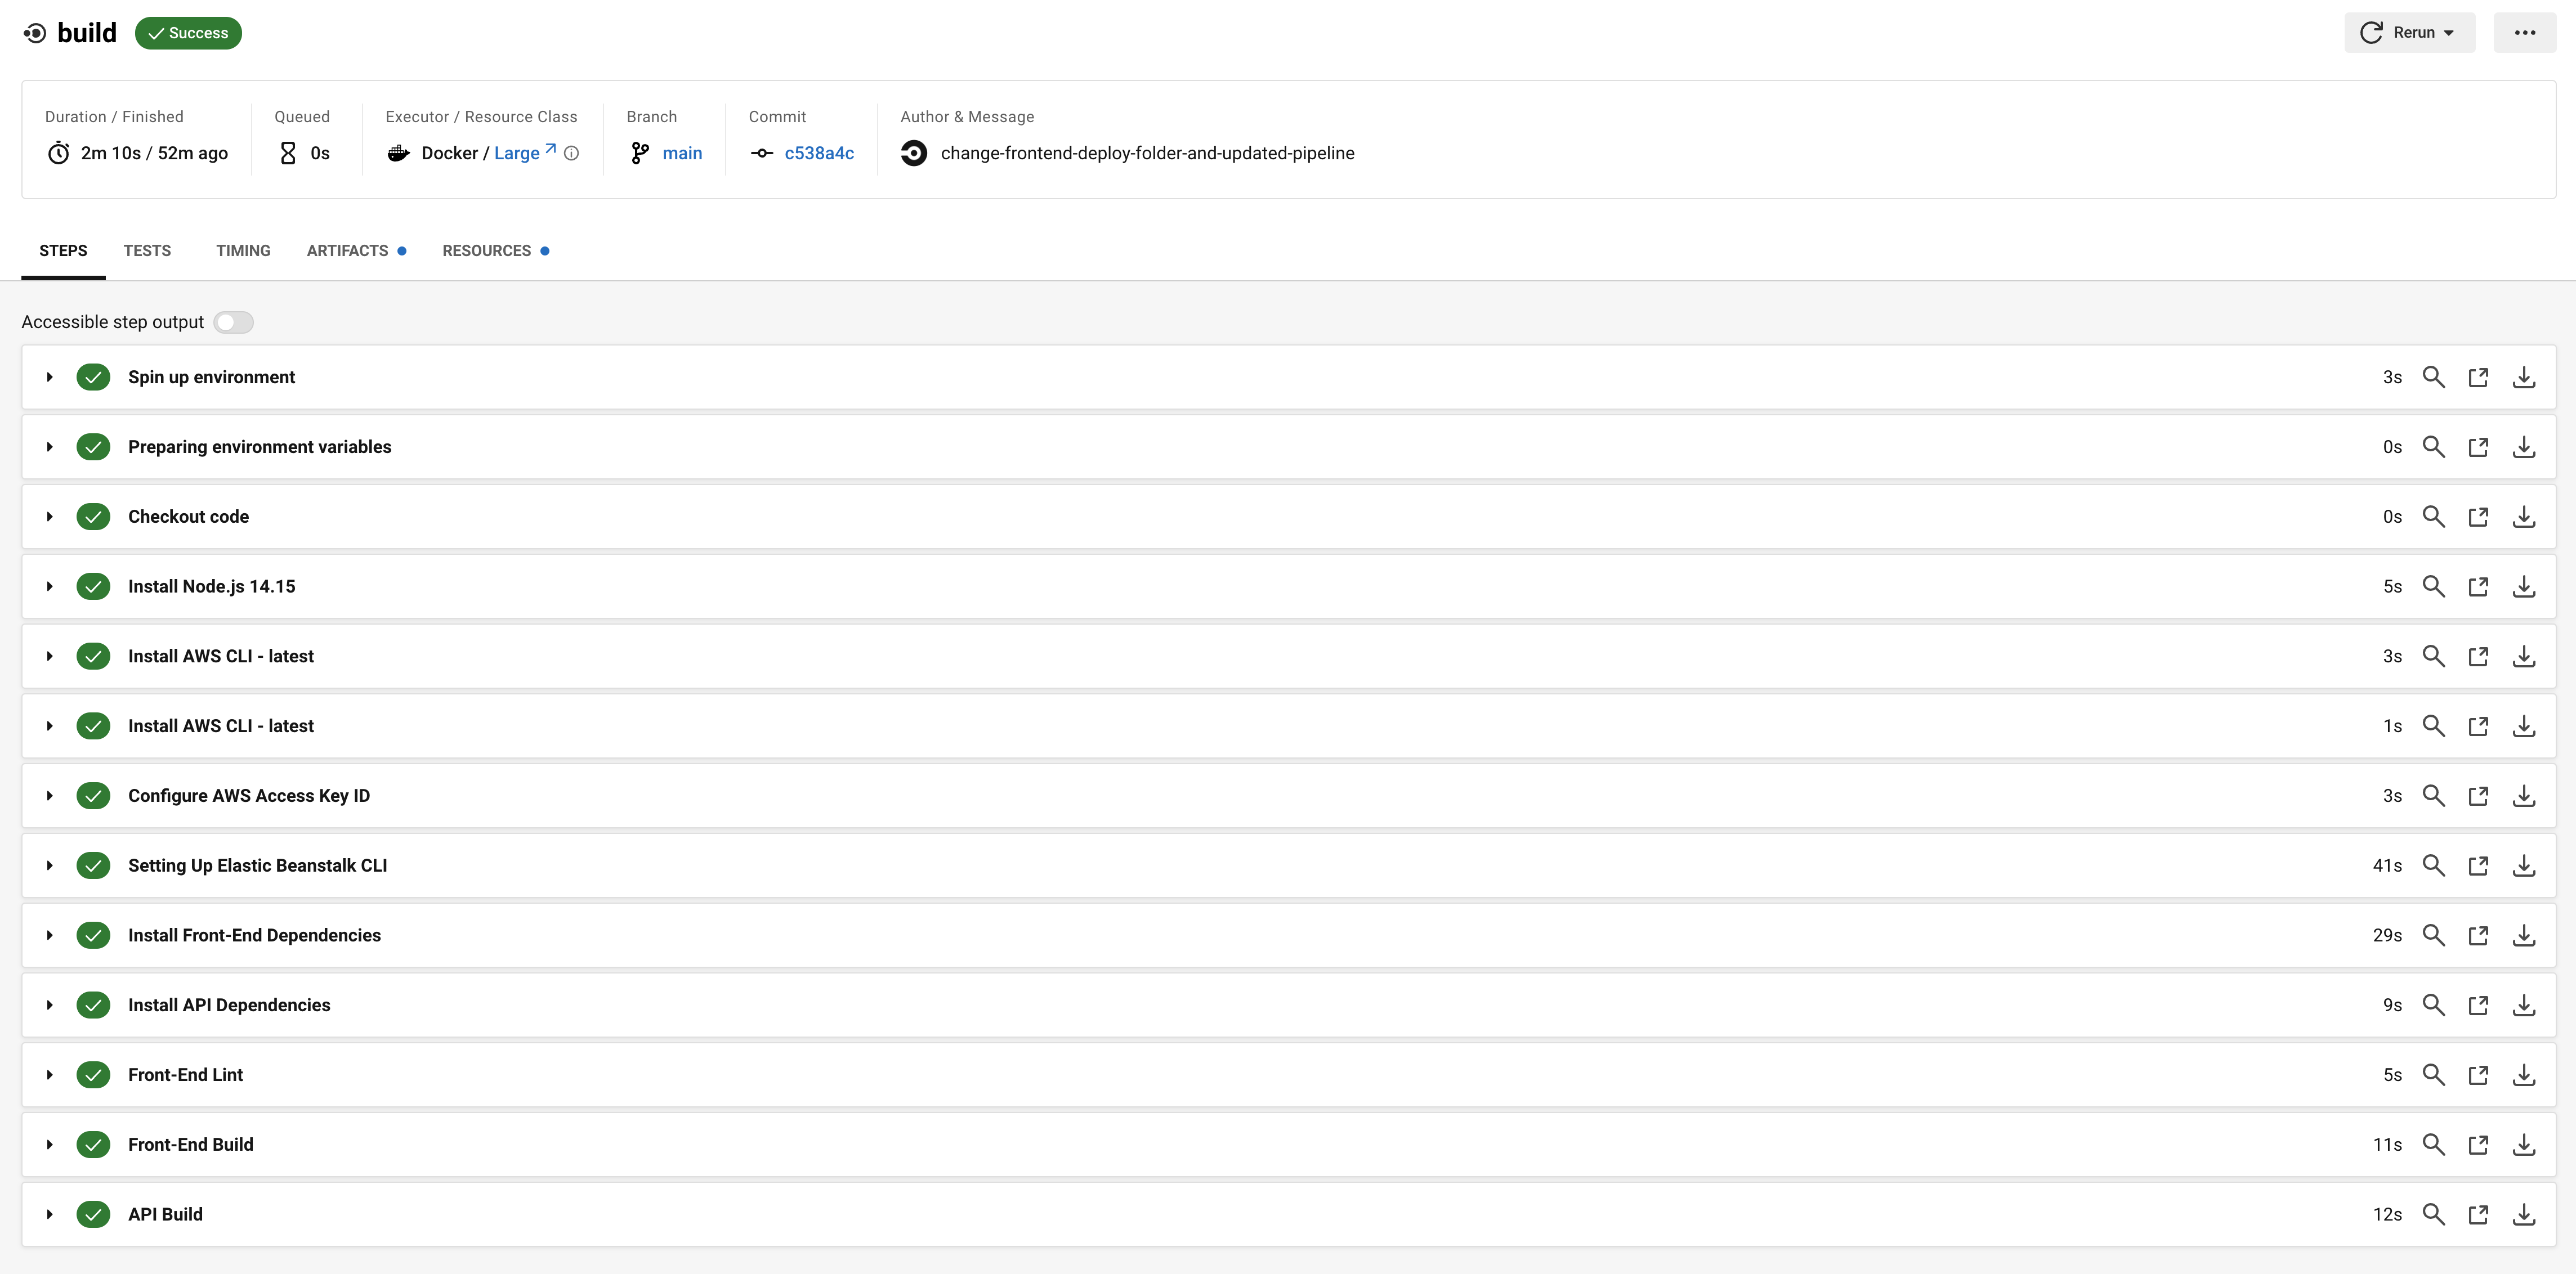 build Success Rerun
Duration / Finished Queued Executor / Resource Class Branch Commit Author & Message
2m 10s / 52m ago 0s Docker / Large main c538a4c change-frontend-deploy-folder-and-updated-pipeline
STEPS TESTS TIMING ARTIFACTS RESOURCES
Accessible step output
Spin up environment 3s
Preparing environment variables 0s
Checkout code 0s
Install Node.js 14.15 5s
Install AWS CLI - latest 3s
Install AWS CLI - latest 1s
Configure AWS Access Key ID 3s
Setting Up Elastic Beanstalk CLI 41s
Install Front-End Dependencies 29s
Install API Dependencies 9s
Front-End Lint 5s
Front-End Build 11s
API Build 12s